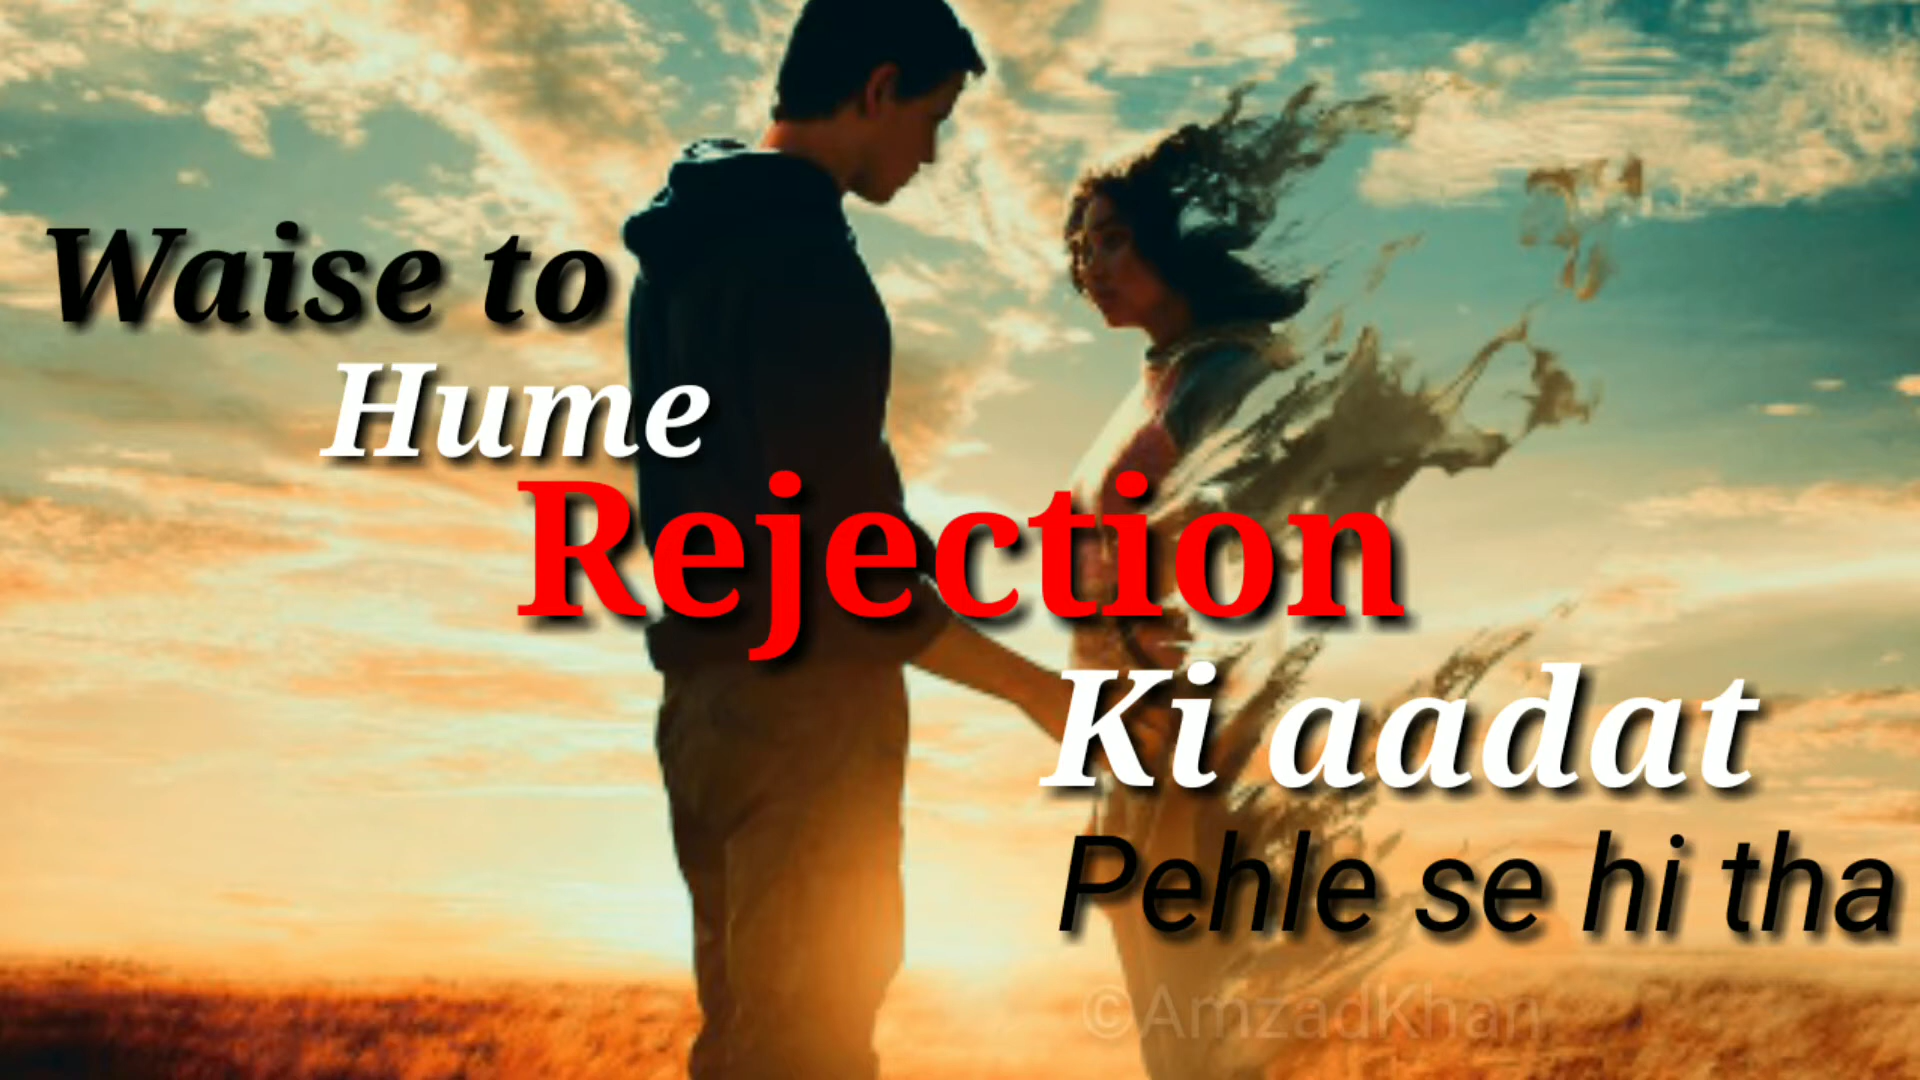 Waise to
Hume
Rejection
Ki aadat
Pehle se hi tha
©AmzadKhan